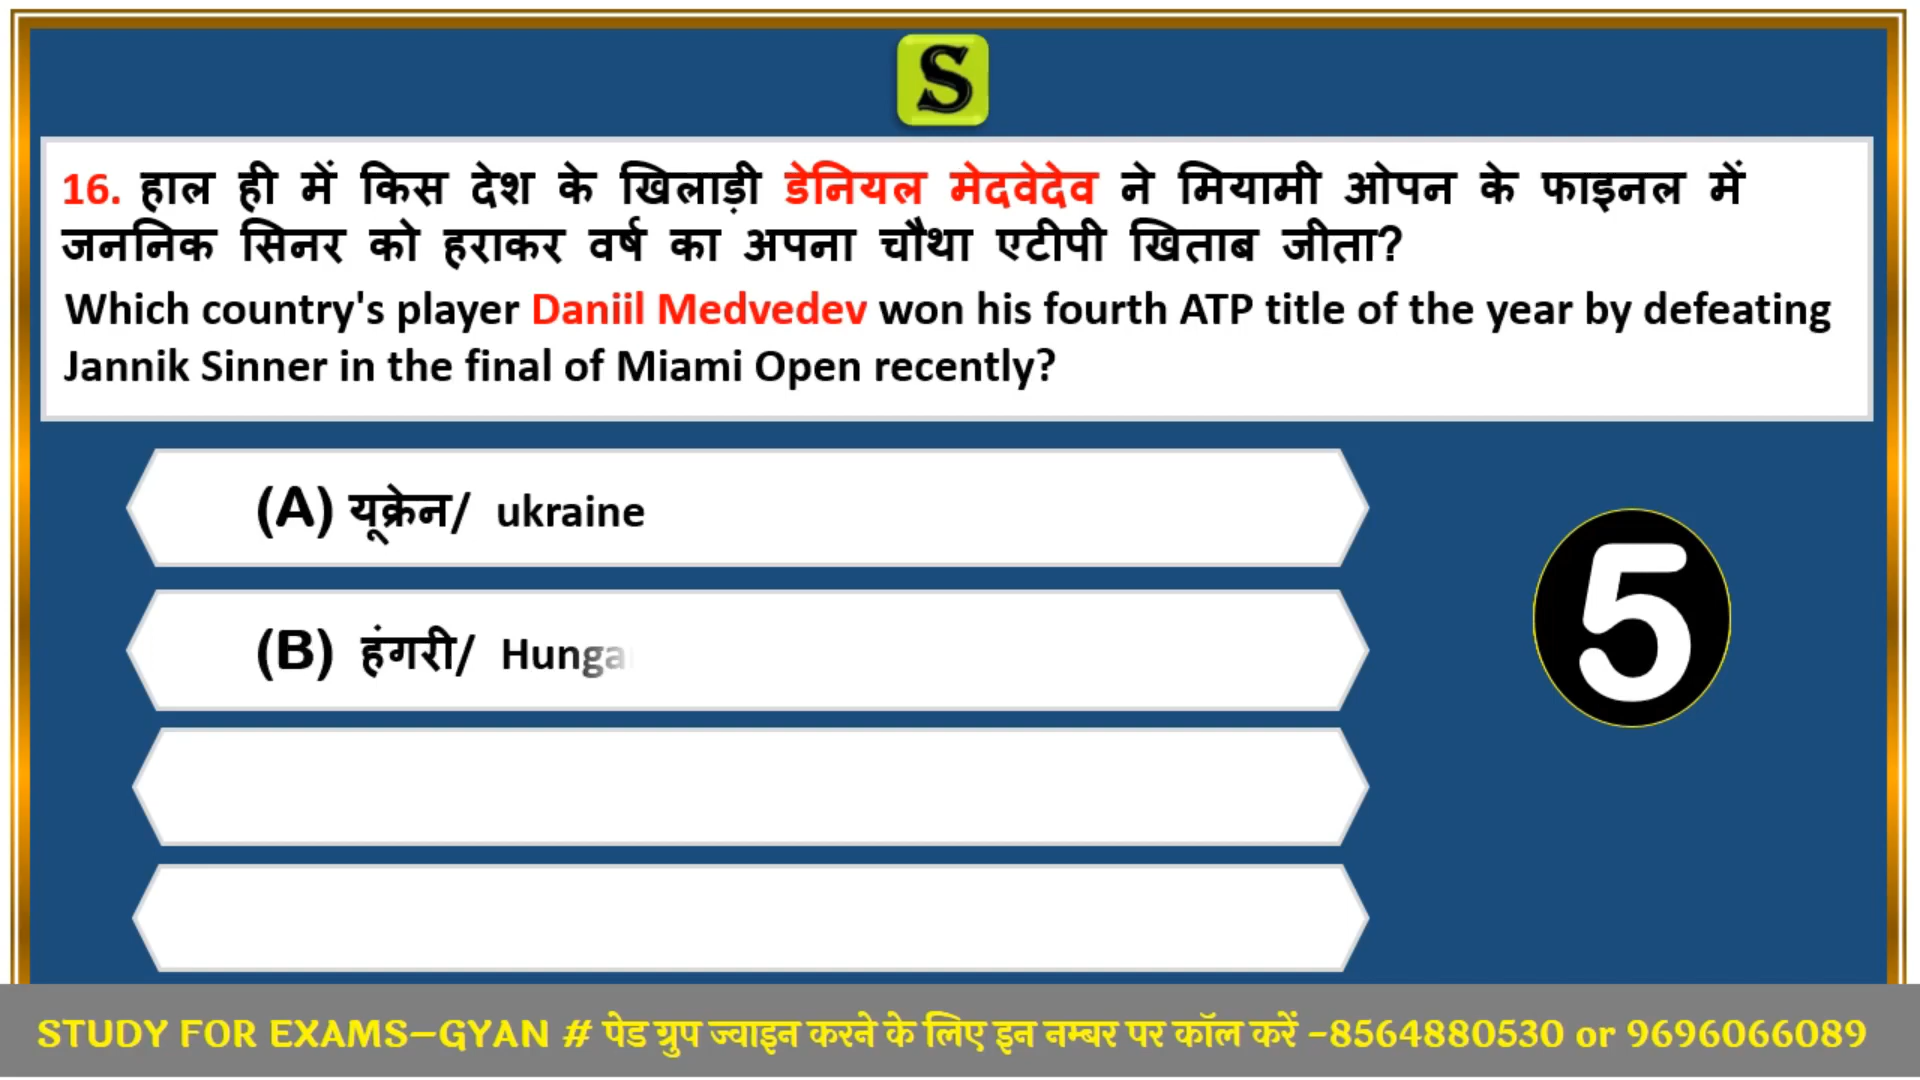 S
16. हाल ही में किस देश के खिलाड़ी डेनियल मेदवेदेव ने मियामी ओपन के फाइनल में
जननिक सिनर को हराकर वर्ष का अपना चौथा एटीपी खिताब जीता?
Which country's player Daniil Medvedev won his fourth ATP title of the year by defeating
Jannik Sinner in the final of Miami Open recently?
(A) यूक्रेन/ ukraine
(B) हंगरी/ Hunga
5
STUDY FOR EXAMS–GYAN # पेड ग्रुप ज्वाइन करने के लिए इन नम्बर पर कॉल करें –8564880530 or 9696066089